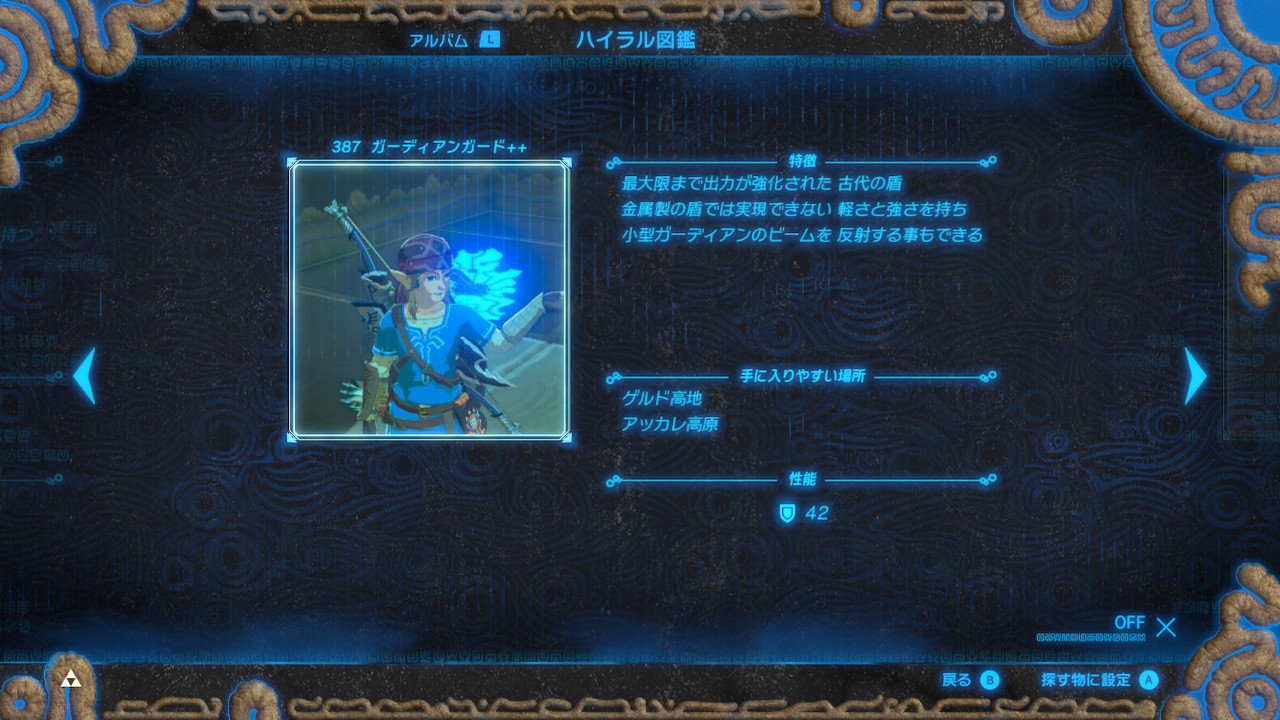 アルバム L
ハイラル図鑑
387 ガーディアンガード++
特徴
最大限まで出力が強化された 古代の盾
金属製の盾では実現できない 軽さと強さを持ち
小型ガーディアンのビームを 反射する事もできる
手に入りやすい場所
ゲルド高地
アッカレ高原
性能
42
持つ
OFF
戻る B
探す物に設定 A